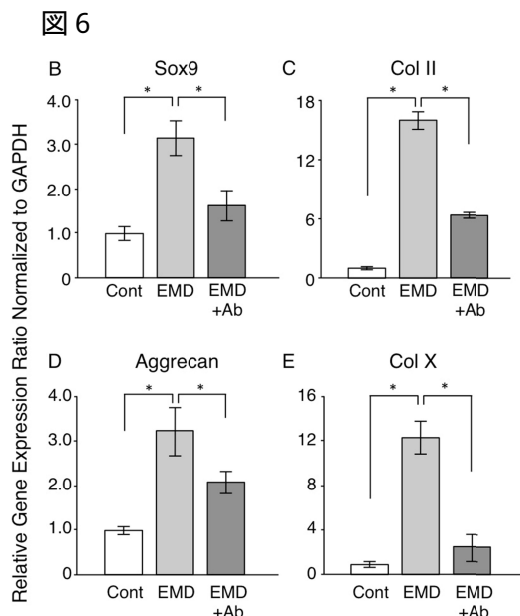 図 6
Relative Gene Expression Ratio Normalized to GAPDH
B Sox9
* *
4.0
3.0
2.0
1.0
0
Cont EMD EMD
+Ab
C Col II
* *
18
12
6
0
Cont EMD EMD
+Ab
D Aggrecan
* *
4.0
3.0
2.0
1.0
0
Cont EMD EMD
+Ab
E Col X
* *
16
12
8
4
0
Cont EMD EMD
+Ab